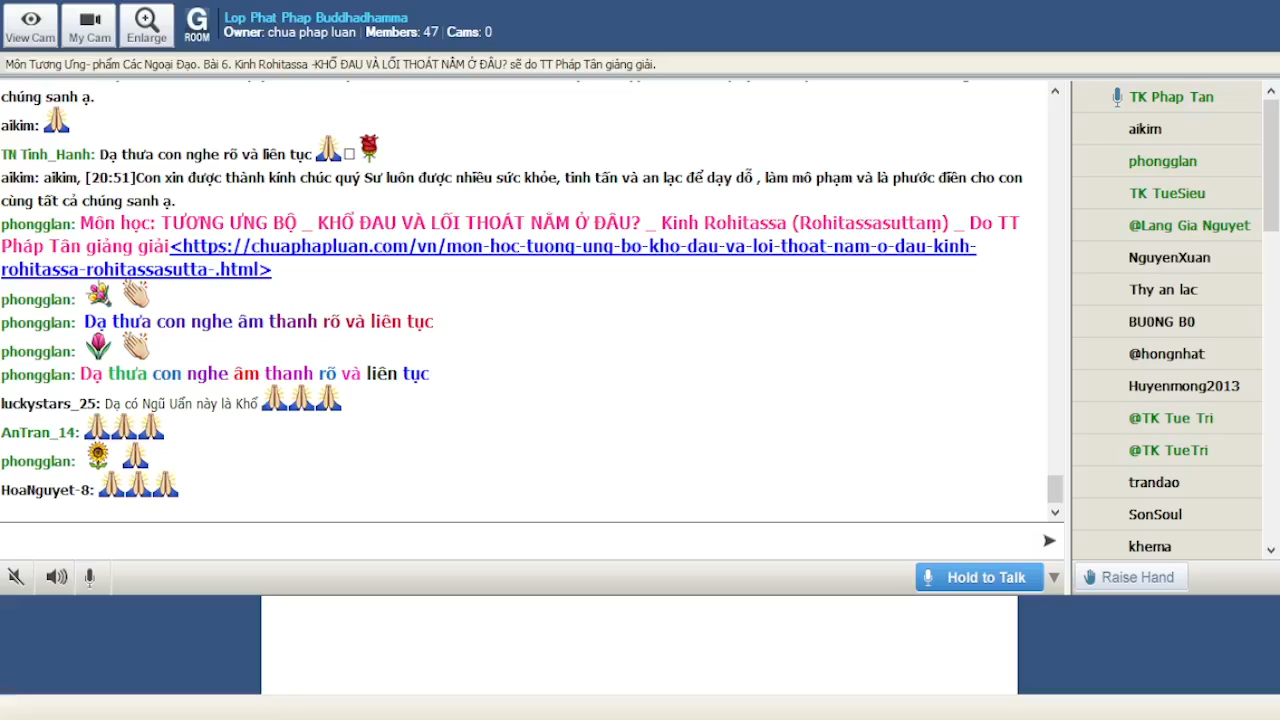 View Cam
My Cam
Enlarge
G ROOM
Lop Phat Phap Buddhadhamma
Owner: chua phap luan | Members: 47 | Cams: 0
Môn Tương Ưng- phẩm Các Ngoại Đạo. Bài 6. Kinh Rohitassa -KHỔ ĐAU VÀ LỐI THOÁT NẰM Ở ĐÂU? sẽ do TT Pháp Tân giảng giải.
chúng sanh ạ.
aikim:
TN Tinh_Hanh: Dạ thưa con nghe rõ và liên tục
aikim: aikim, [20:51]Con xin được thành kính chúc quý Sư luôn được nhiều sức khỏe, tinh tấn và an lạc để dạy dỗ , làm mô phạm và là phước điền cho con
cùng tất cả chúng sanh ạ.
phongglan: Môn học: TƯƠNG ƯNG BỘ _ KHỔ ĐAU VÀ LỐI THOÁT NẰM Ở ĐÂU? _ Kinh Rohitassa (Rohitassasuttaṃ) _ Do TT
Pháp Tân giảng giải<https://chuaphapluan.com/vn/mon-hoc-tuong-ung-bo-kho-dau-va-loi-thoat-nam-o-dau-kinh-
rohitassa-rohitassasutta-.html>
phongglan:
phongglan: Dạ thưa con nghe âm thanh rõ và liên tục
phongglan:
phongglan: Dạ thưa con nghe âm thanh rõ và liên tục
luckystars_25: Dạ có Ngũ Uẩn này là Khổ
AnTran_14:
phongglan:
HoaNguyet-8:
Hold to Talk
TK Phap Tan
aikim
phongglan
TK TueSieu
@Lang Gia Nguyet
NguyenXuan
Thy an lac
BU0NG B0
@hongnhat
Huyenmong2013
@TK Tue Tri
@TK TueTri
trandao
SonSoul
khema
Raise Hand